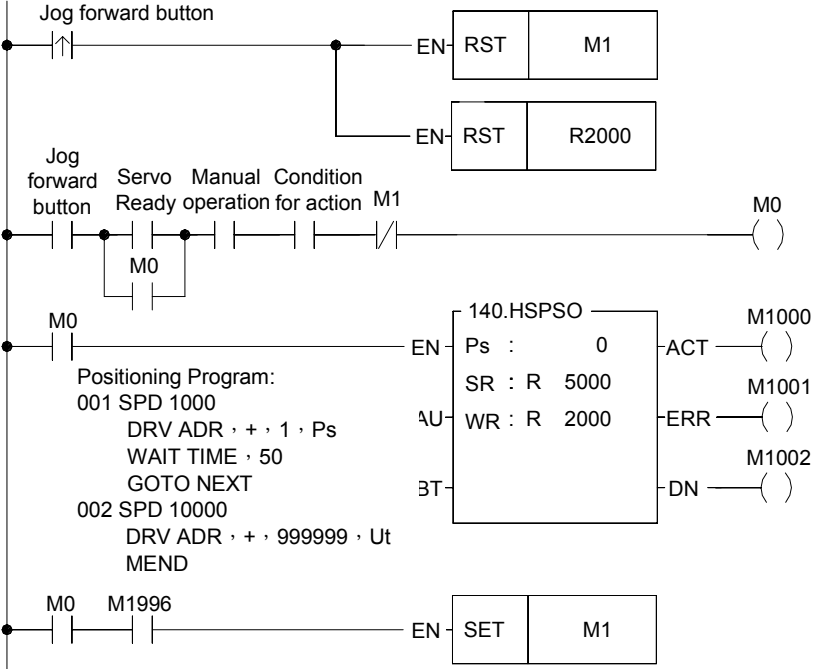 Jog forward button
EN RST M1
EN RST R2000
Jog forward button
Servo Ready
Manual operation
Condition for action
M1
M0
M0
M0
140.HSPSO
M1000
EN Ps : 0 ACT
SR : R 5000
M1001
AU WR : R 2000 ERR
M1002
BT DN
Positioning Program:
001 SPD 1000
DRV ADR，+，1，Ps
WAIT TIME，50
GOTO NEXT
002 SPD 10000
DRV ADR，+，999999，Ut
MEND
M0 M1996
EN SET M1